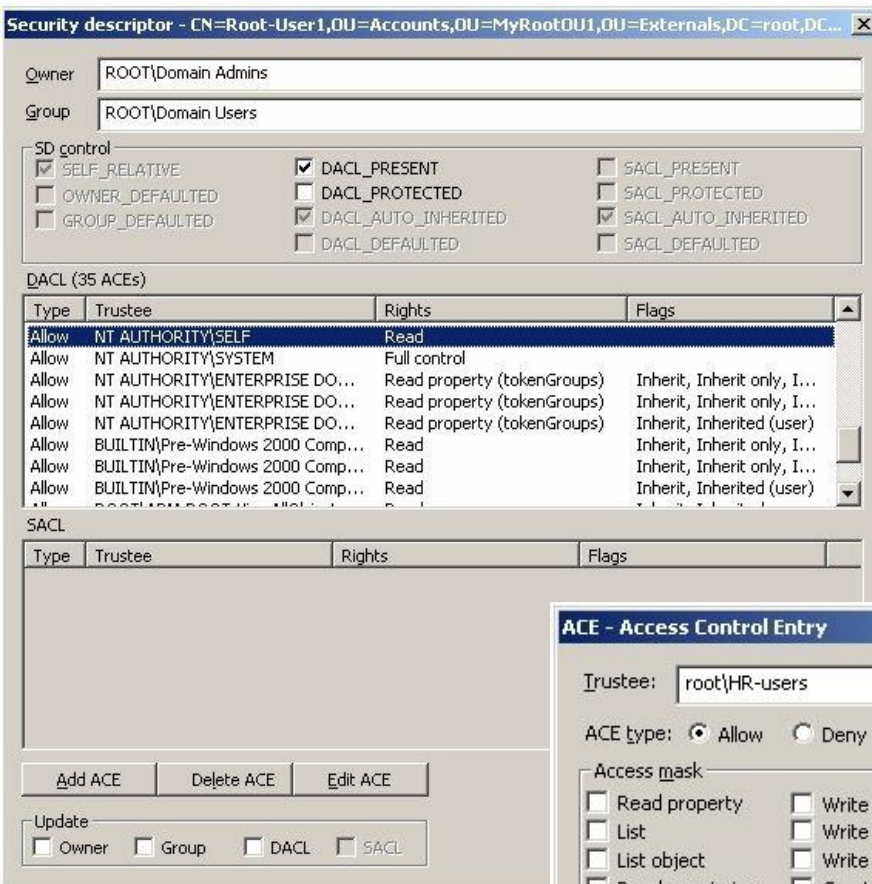 Security descriptor - CN=Root-User1,OU=Accounts,OU=MyRootOU1,OU=Externals,DC=root,DC...
Owner ROOT\Domain Admins
Group ROOT\Domain Users
SD control
SELF_RELATIVE DACL_PRESENT SACL_PRESENT
OWNER_DEFAULTED DACL_PROTECTED SACL_PROTECTED
GROUP_DEFAULTED DACL_AUTO_INHERITED SACL_AUTO_INHERITED
DACL_DEFAULTED SACL_DEFAULTED
DACL (35 ACEs)
Type Trustee Rights Flags
Allow NT AUTHORITY\SELF Read
Allow NT AUTHORITY\SYSTEM Full control
Allow NT AUTHORITY\ENTERPRISE DO... Read property (tokenGroups) Inherit, Inherit only, I...
Allow NT AUTHORITY\ENTERPRISE DO... Read property (tokenGroups) Inherit, Inherit only, I...
Allow NT AUTHORITY\ENTERPRISE DO... Read property (tokenGroups) Inherit, Inherited (user)
Allow BUILTIN\Pre-Windows 2000 Comp... Read Inherit, Inherit only, I...
Allow BUILTIN\Pre-Windows 2000 Comp... Read Inherit, Inherit only, I...
Allow BUILTIN\Pre-Windows 2000 Comp... Read Inherit, Inherited (user)
SACL
Type Trustee Rights Flags
Add ACE Delete ACE Edit ACE
Update
Owner Group DACL SACL
ACE - Access Control Entry
Trustee: root\HR-users
ACE type: Allow Deny
Access mask
Read property Write
List Write
List object Write